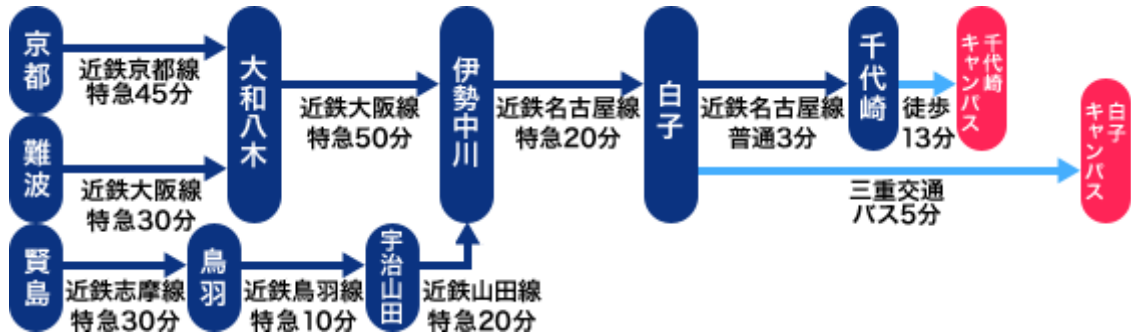 京都
近鉄京都線
特急45分
難波
近鉄大阪線
特急30分
大和八木
近鉄大阪線
特急50分
賢島
近鉄志摩線
特急30分
鳥羽
近鉄鳥羽線
特急10分
宇治山田
近鉄山田線
特急20分
伊勢中川
近鉄名古屋線
特急20分
白子
近鉄名古屋線
普通3分
千代崎
徒歩
13分
千代崎
キャンパス
三重交通
バス5分
白子
キャンパス